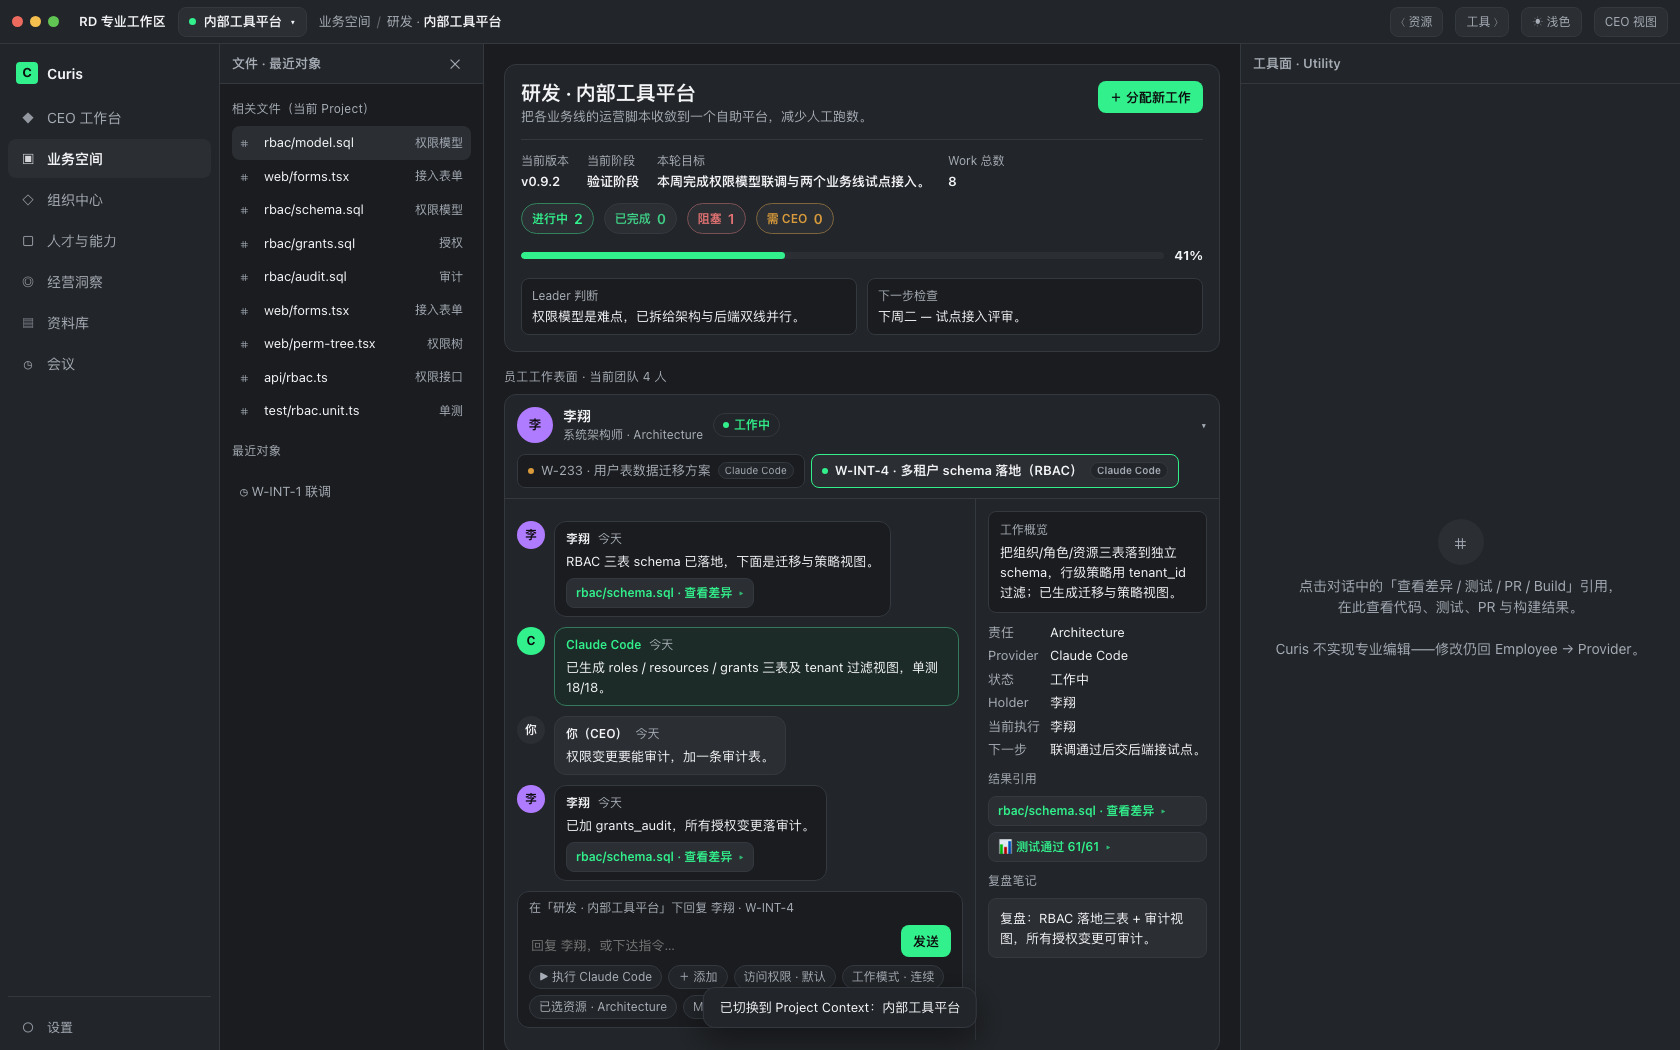 RD 专业工作区
内部工具平台
业务空间 / 研发 · 内部工具平台
资源
工具
浅色
CEO 视图
C Curis
CEO 工作台
业务空间
组织中心
人才与能力
经营洞察
资料库
会议
设置
文件 · 最近对象
相关文件（当前 Project）
rbac/model.sql 权限模型
web/forms.tsx 接入表单
rbac/schema.sql 权限模型
rbac/grants.sql 授权
rbac/audit.sql 审计
web/forms.tsx 接入表单
web/perm-tree.tsx 权限树
api/rbac.ts 权限接口
test/rbac.unit.ts 单测
最近对象
W-INT-1 联调
研发 · 内部工具平台
把各业务线的运营脚本收敛到一个自助平台，减少人工跑数。
+ 分配新工作
当前版本 当前阶段 本轮目标 Work 总数
v0.9.2 验证阶段 本周完成权限模型联调与两个业务线试点接入。 8
进行中 2 已完成 0 阻塞 1 需 CEO 0
41%
Leader 判断
权限模型是难点，已拆给架构与后端双线并行。
下一步检查
下周二 — 试点接入评审。
员工工作表面 · 当前团队 4 人
李
李翔
系统架构师 · Architecture
工作中
W-233 · 用户表数据迁移方案 Claude Code
W-INT-4 · 多租户 schema 落地（RBAC） Claude Code
李
李翔 今天
RBAC 三表 schema 已落地，下面是迁移与策略视图。
rbac/schema.sql · 查看差异
C
Claude Code 今天
已生成 roles / resources / grants 三表及 tenant 过滤视图，单测
18/18。
你
你（CEO） 今天
权限变更要能审计，加一条审计表。
李
李翔 今天
已加 grants_audit，所有授权变更落审计。
rbac/schema.sql · 查看差异
在「研发 · 内部工具平台」下回复 李翔 · W-INT-4
回复 李翔，或下达指令…
发送
执行 Claude Code
+ 添加
访问权限 · 默认
工作模式 · 连续
已选资源 · Architecture
M
已切换到 Project Context：内部工具平台
工作概览
把组织/角色/资源三表落到独立
schema，行级策略用 tenant_id
过滤；已生成迁移与策略视图。
责任 Architecture
Provider Claude Code
状态 工作中
Holder 李翔
当前执行 李翔
下一步 联调通过后交后端接试点。
结果引用
rbac/schema.sql · 查看差异
测试通过 61/61
复盘笔记
复盘：RBAC 落地三表 + 审计视
图，所有授权变更可审计。
工具面 · Utility
点击对话中的「查看差异 / 测试 / PR / Build」引用，
在此查看代码、测试、PR 与构建结果。
Curis 不实现专业编辑——修改仍回 Employee → Provider。